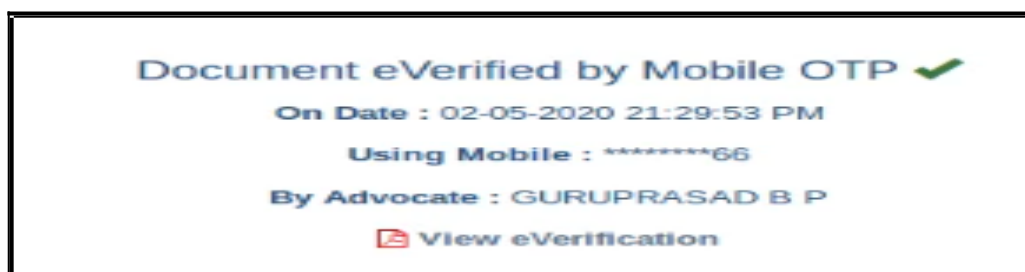 Document eVerified by Mobile OTP ✔
On Date : 02-05-2020 21:29:53 PM
Using Mobile : ********66
By Advocate : GURUPRASAD B P
View eVerification